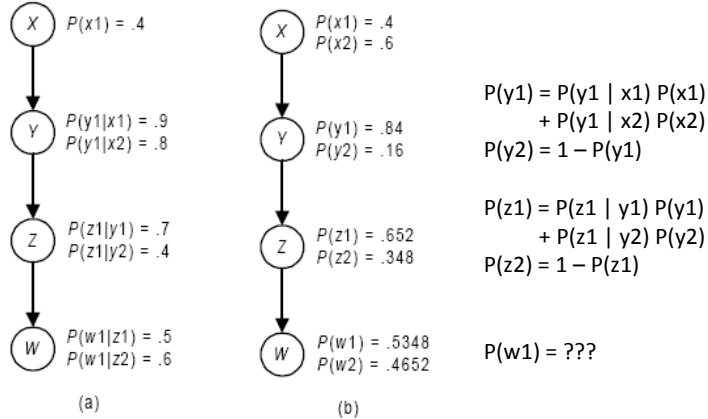 X
P(x1) = .4
Y
P(y1|x1) = .9
P(y1|x2) = .8
Z
P(z1|y1) = .7
P(z1|y2) = .4
W
P(w1|z1) = .5
P(w1|z2) = .6
(a)
X
P(x1) = .4
P(x2) = .6
Y
P(y1) = .84
P(y2) = .16
Z
P(z1) = .652
P(z2) = .348
W
P(w1) = .5348
P(w2) = .4652
(b)
P(y1) = P(y1 | x1) P(x1)
+ P(y1 | x2) P(x2)
P(y2) = 1 – P(y1)
P(z1) = P(z1 | y1) P(y1)
+ P(z1 | y2) P(y2)
P(z2) = 1 – P(z1)
P(w1) = ???